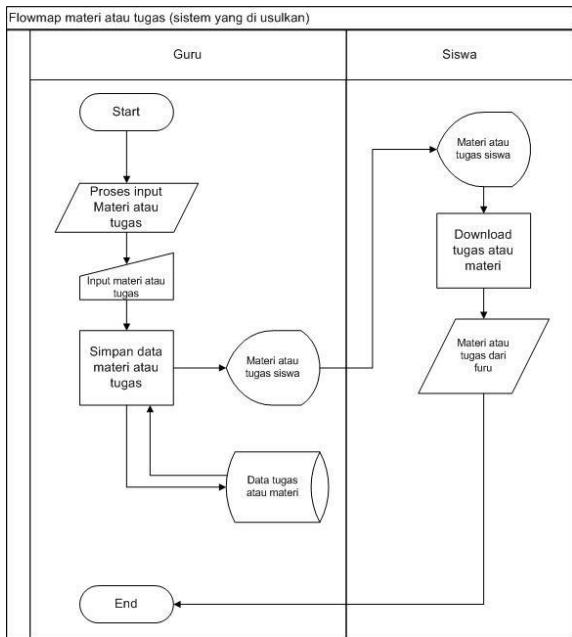 Flowmap materi atau tugas (sistem yang di usulkan)
Guru
Siswa
Start
Proses input
Materi atau
tugas
Input materi atau
tugas
Simpan data
materi atau
tugas
Materi atau
tugas siswa
Data tugas
atau materi
End
Materi atau
tugas siswa
Download
tugas atau
materi
Materi atau
tugas dari
furu